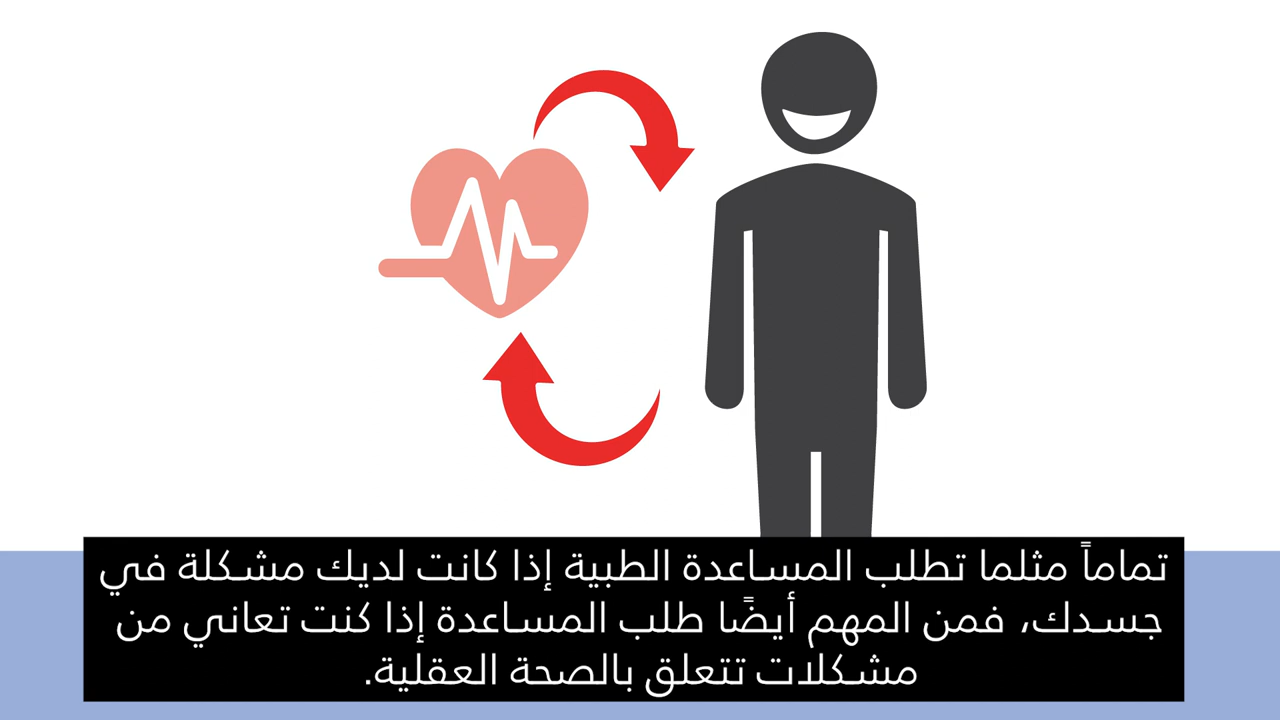 تماماً مثلما تطلب المساعدة الطبية إذا كانت لديك مشكلة في
جسدك، فمن المهم أيضًا طلب المساعدة إذا كنت تعاني من
مشكلات تتعلق بالصحة العقلية.